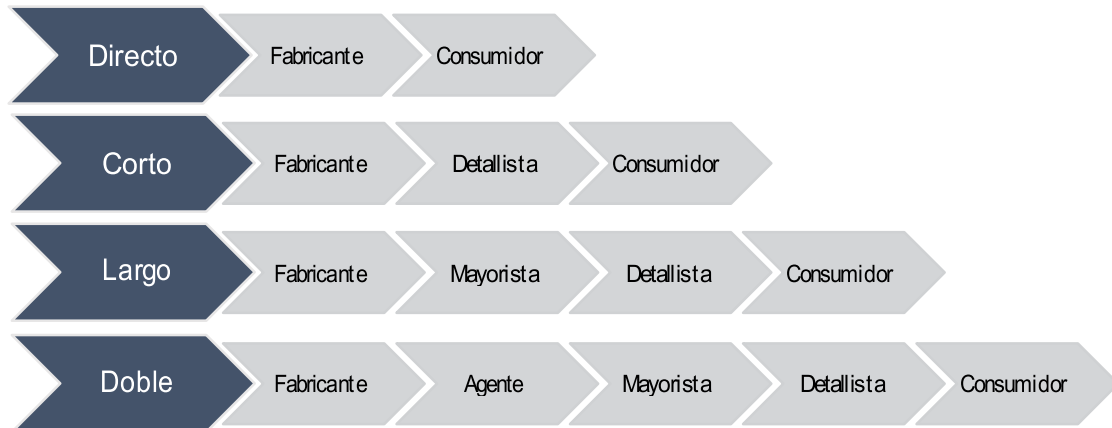 Directo Fabricante Consumidor
Corto Fabricante Detallista Consumidor
Largo Fabricante Mayorista Detallista Consumidor
Doble Fabricante Agente Mayorista Detallista Consumidor